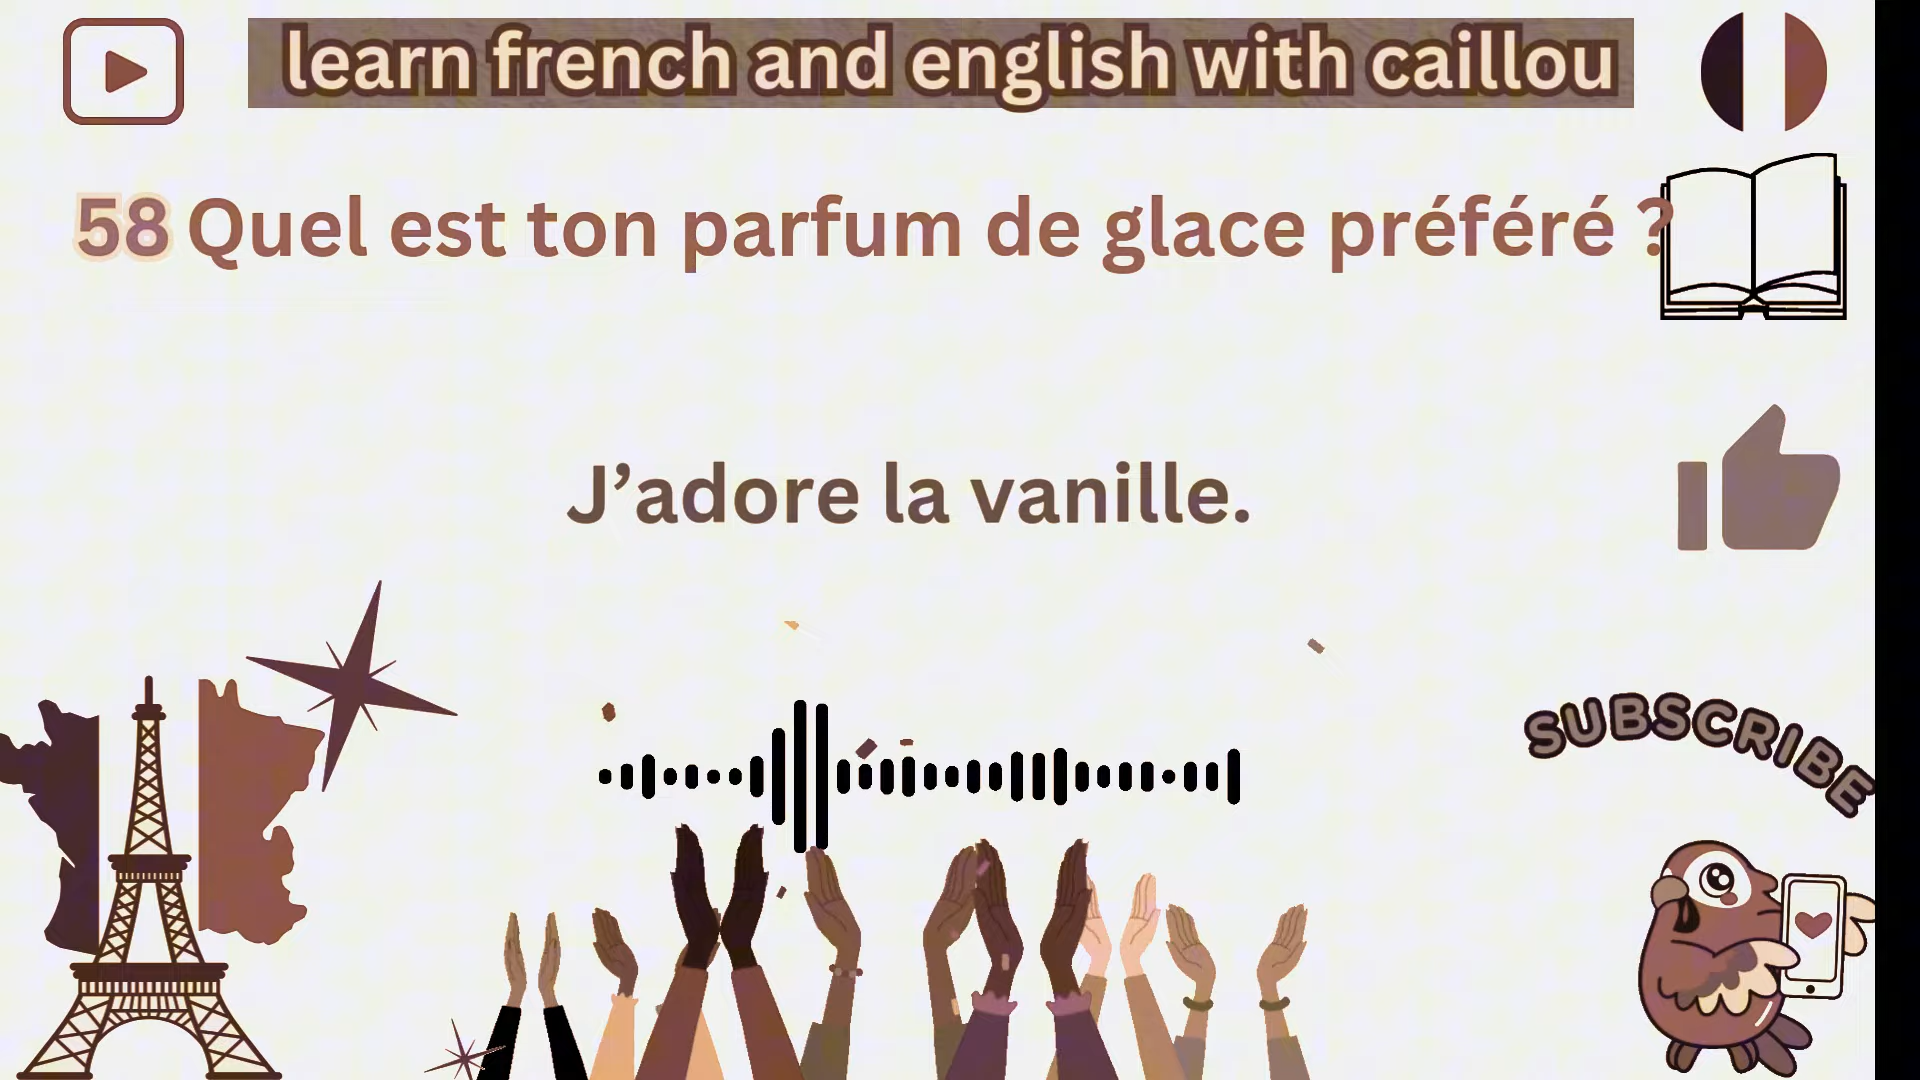 learn french and english with caillou
58 Quel est ton parfum de glace préféré ?
J’adore la vanille.
SUBSCRIBE